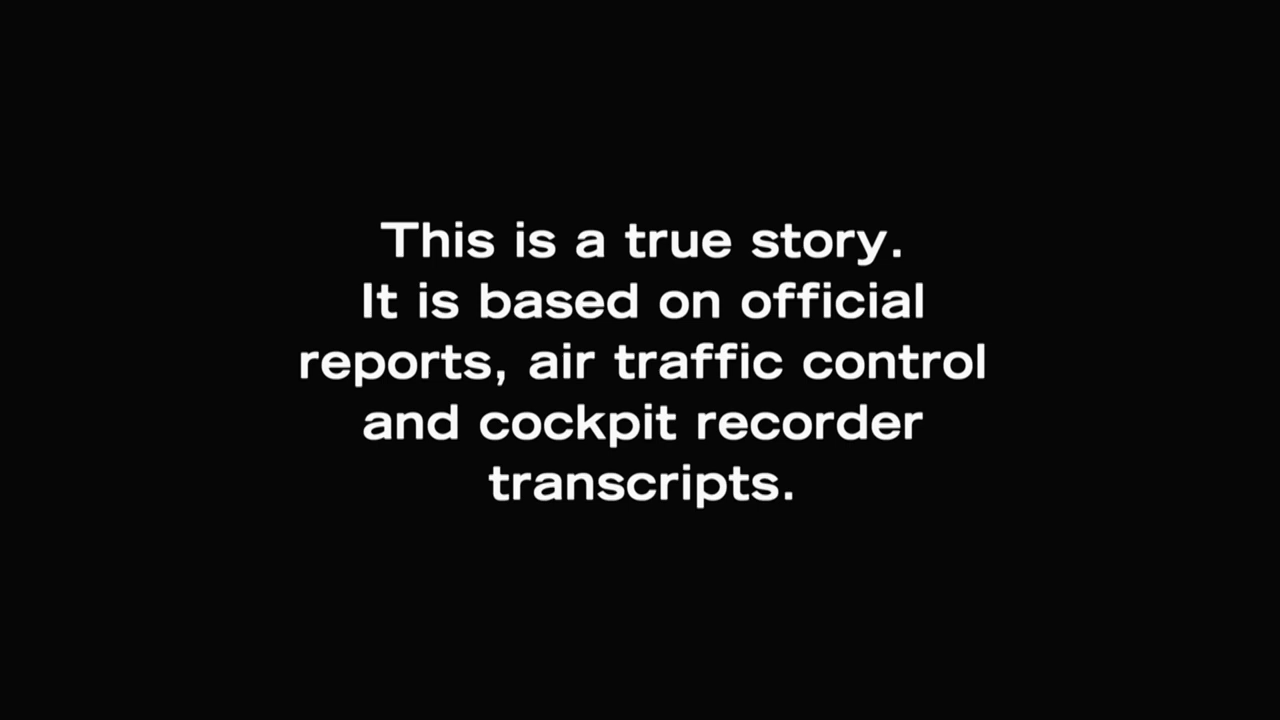 This is a true story.
It is based on official
reports, air traffic control
and cockpit recorder
transcripts.